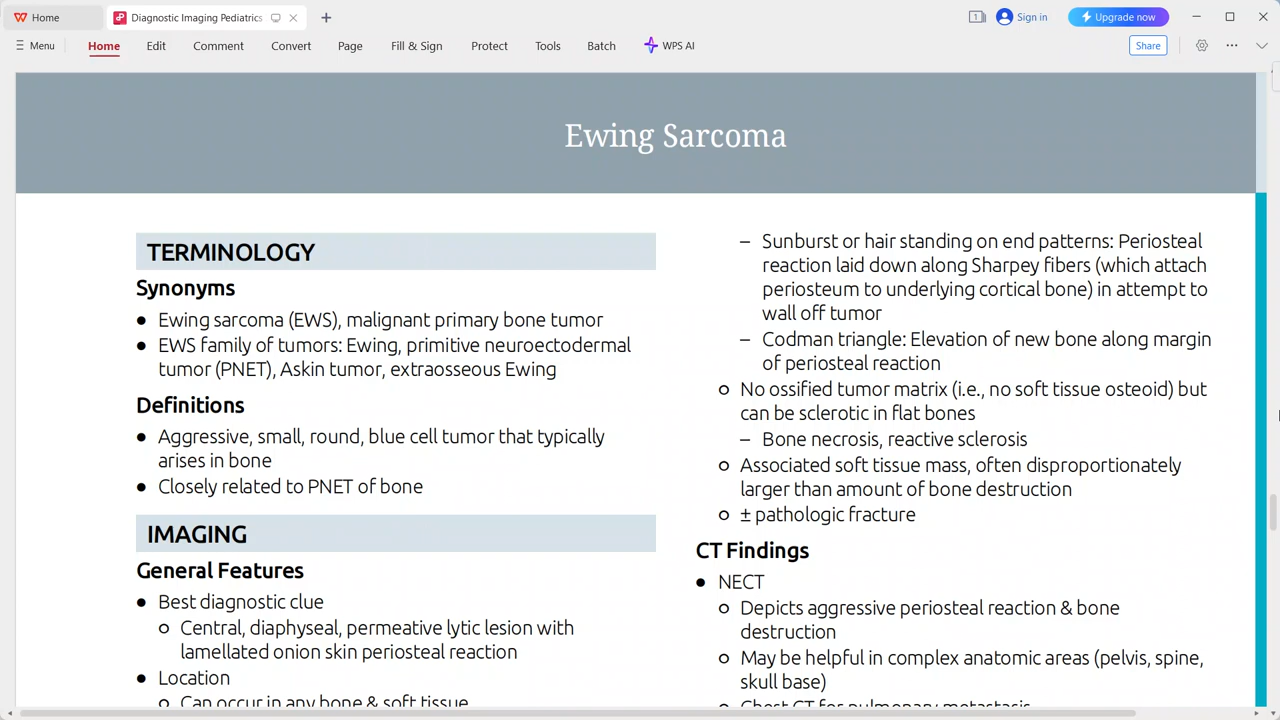 Home
Diagnostic Imaging Pediatrics
1
Sign in
Upgrade now
Menu
Home
Edit
Comment
Convert
Page
Fill & Sign
Protect
Tools
Batch
WPS AI
Share
Ewing Sarcoma
TERMINOLOGY
Synonyms
● Ewing sarcoma (EWS), malignant primary bone tumor
● EWS family of tumors: Ewing, primitive neuroectodermal
tumor (PNET), Askin tumor, extraosseous Ewing
Definitions
● Aggressive, small, round, blue cell tumor that typically
arises in bone
● Closely related to PNET of bone
IMAGING
General Features
● Best diagnostic clue
○ Central, diaphyseal, permeative lytic lesion with
lamellated onion skin periosteal reaction
● Location
○ Can occur in any bone & soft tissue
– Sunburst or hair standing on end patterns: Periosteal
reaction laid down along Sharpey fibers (which attach
periosteum to underlying cortical bone) in attempt to
wall off tumor
– Codman triangle: Elevation of new bone along margin
of periosteal reaction
○ No ossified tumor matrix (i.e., no soft tissue osteoid) but
can be sclerotic in flat bones
– Bone necrosis, reactive sclerosis
○ Associated soft tissue mass, often disproportionately
larger than amount of bone destruction
○ ± pathologic fracture
CT Findings
● NECT
○ Depicts aggressive periosteal reaction & bone
destruction
○ May be helpful in complex anatomic areas (pelvis, spine,
skull base)
○ Chest CT for pulmonary metastasis